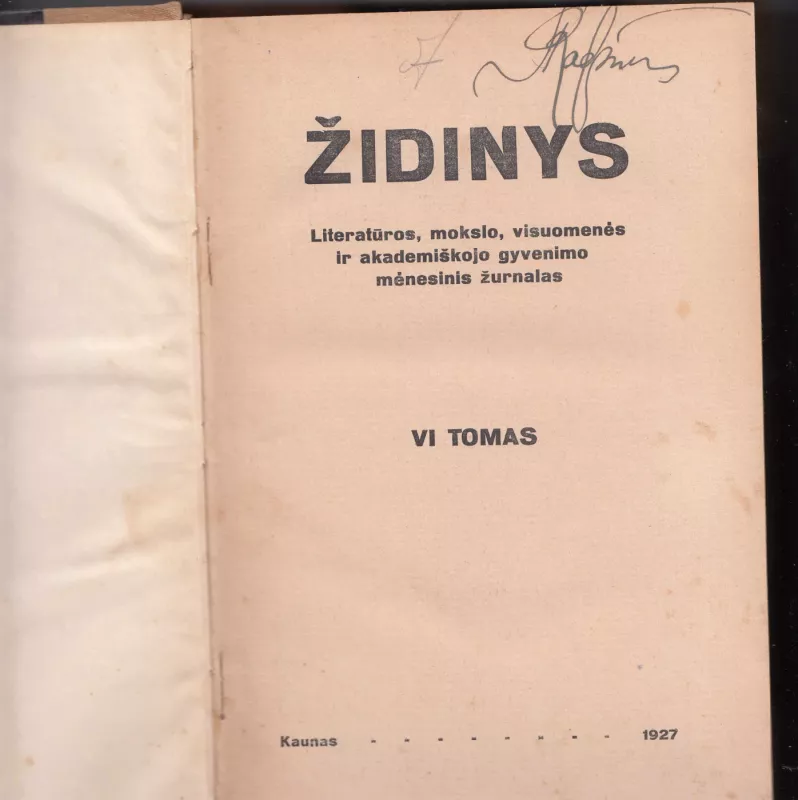 ŽIDINYS
Literatūros, mokslo, visuomenės
ir akademiškojo gyvenimo
mėnesinis žurnalas
VI TOMAS
Kaunas - - - - - - - - 1927